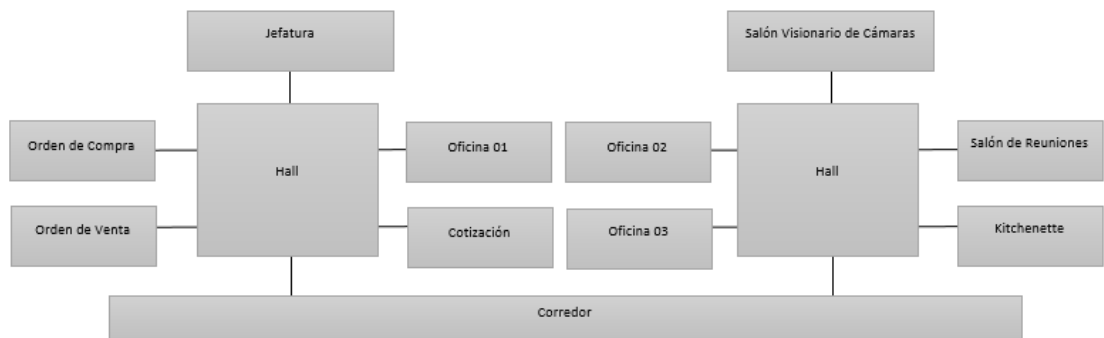 Jefatura
Salón Visionario de Cámaras
Orden de Compra
Hall
Oficina 01
Oficina 02
Hall
Salón de Reuniones
Orden de Venta
Cotización
Oficina 03
Kitchenette
Corredor